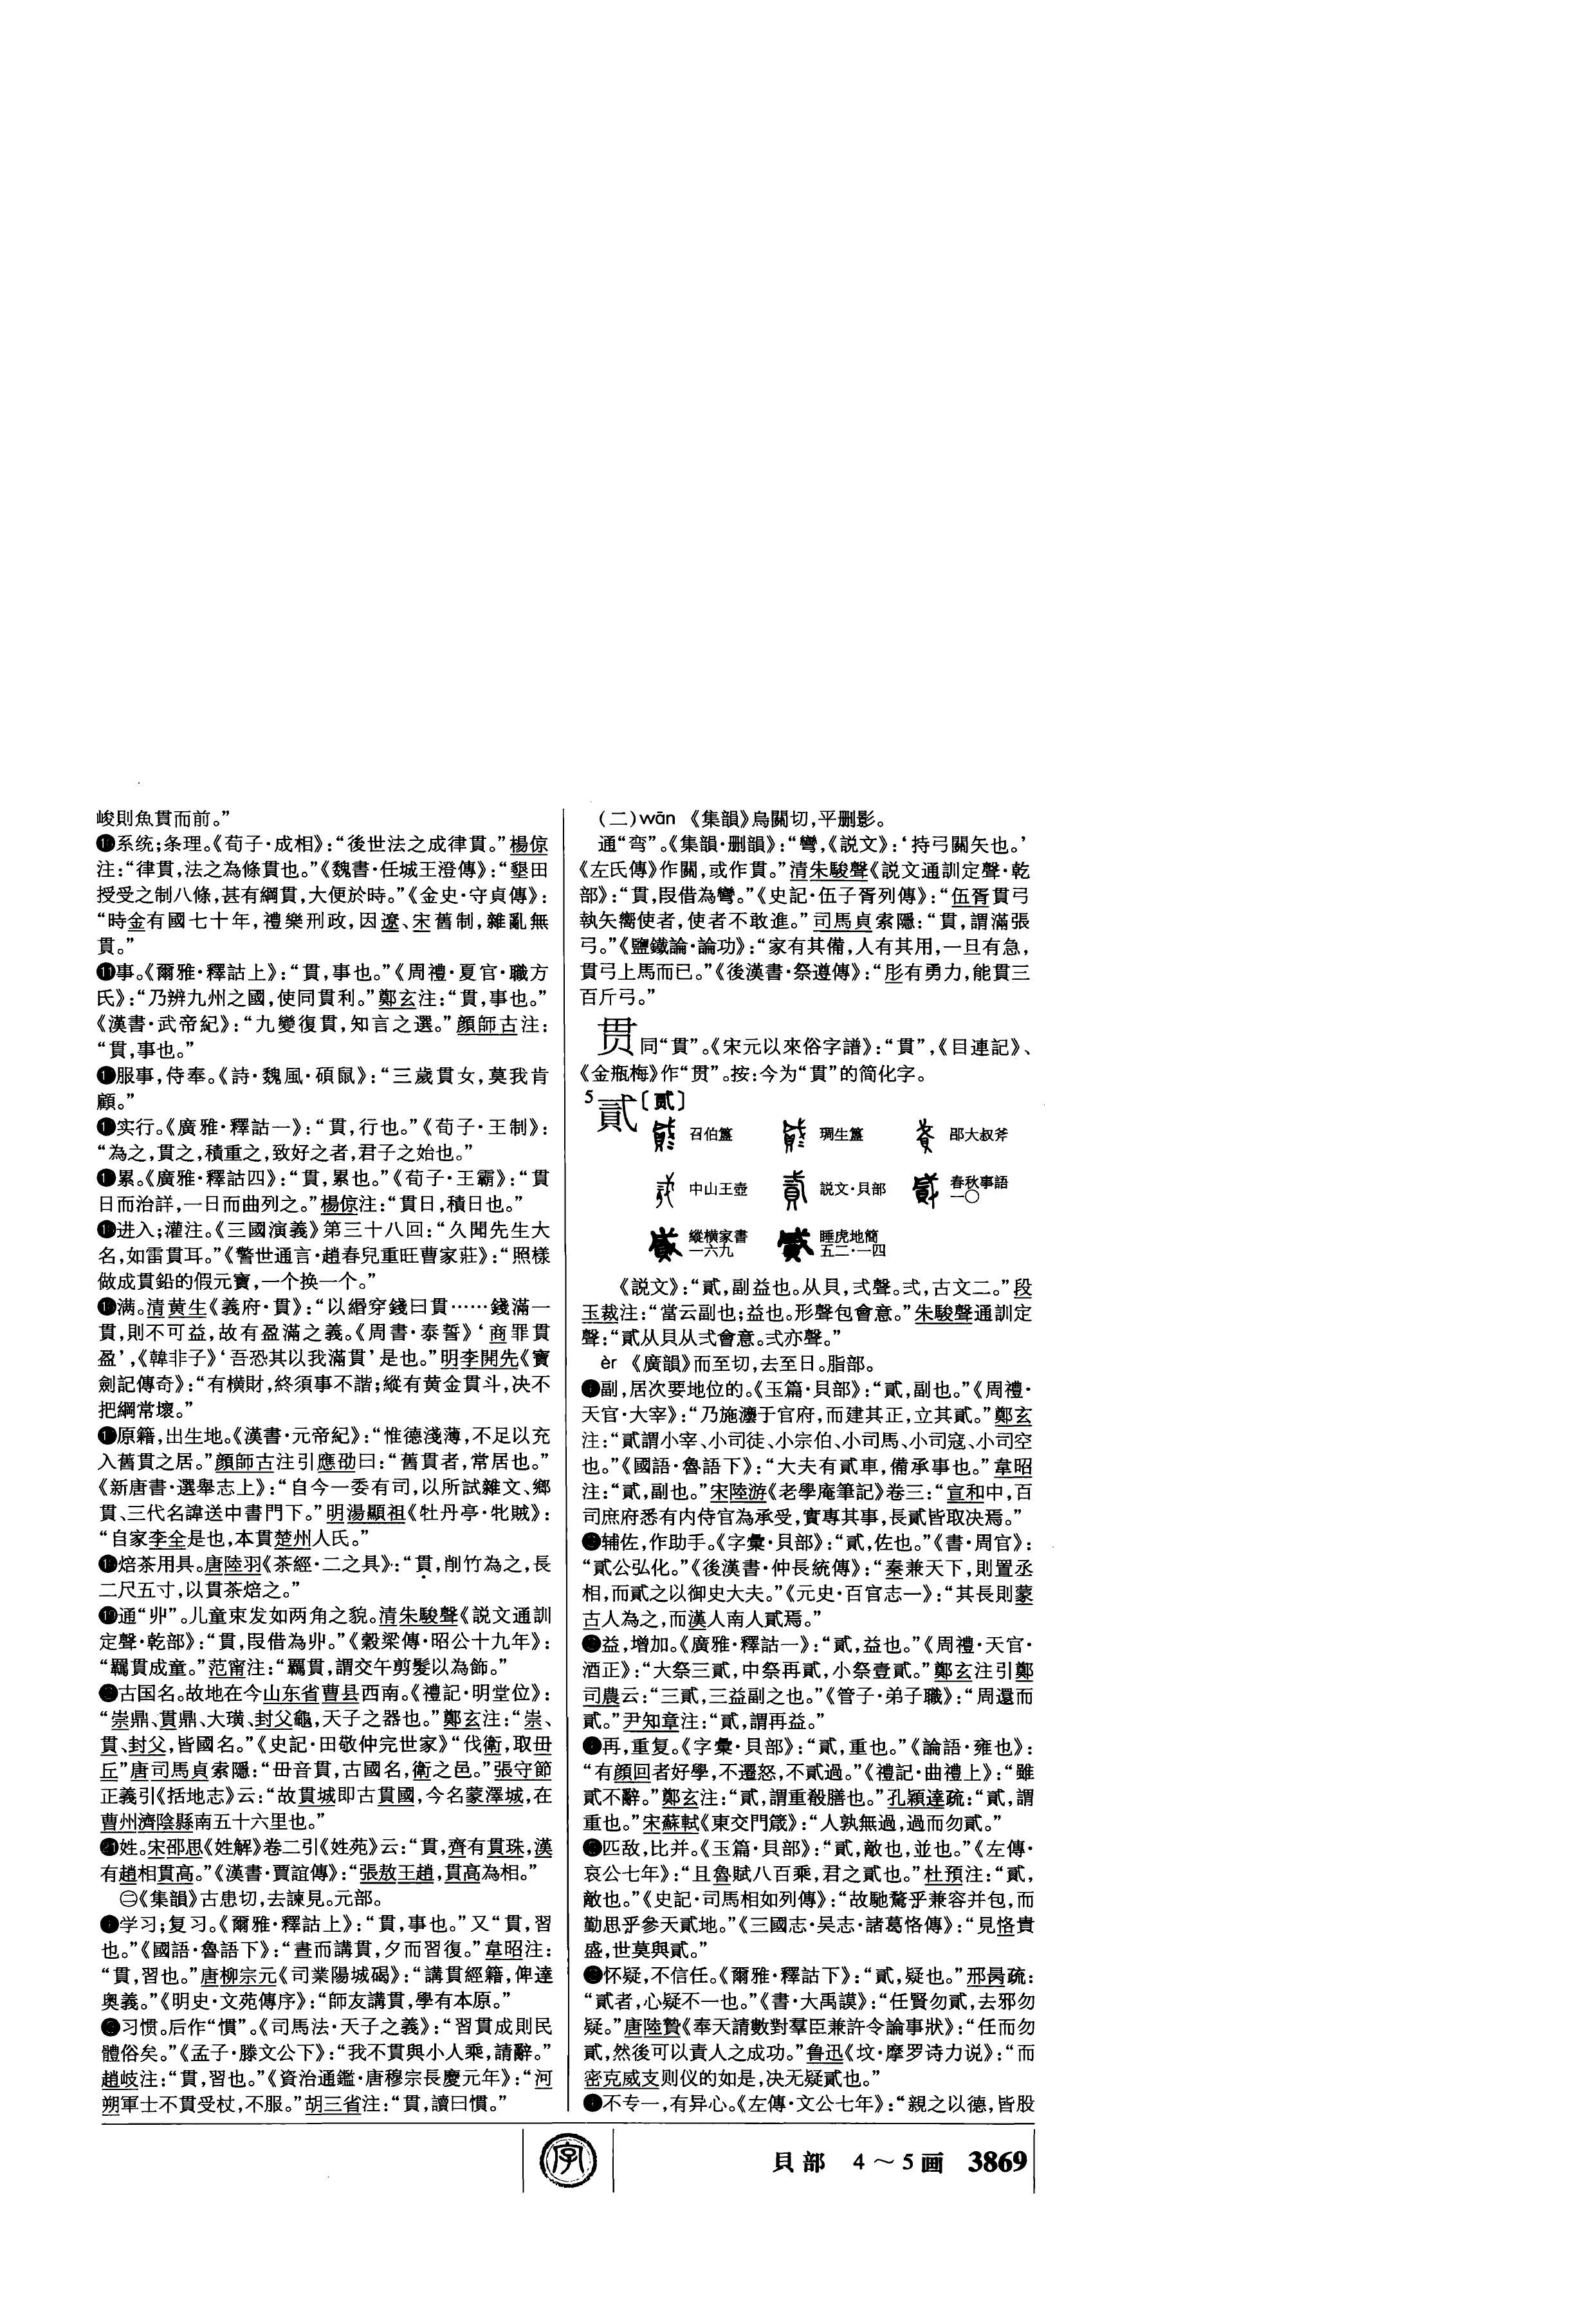 峻則魚貫而前。”
❿系统;条理。《荀子·成相》:“後世法之成律貫。”楊倞
注:“律貫,法之為條貫也。”《魏書·任城王澄傳》:“墾田
授受之制八條,甚有綱貫,大便於時。”《金史·守貞傳》:
“時金有國七十年,禮樂刑政,因遼、宋舊制,雜亂無
貫。”
⓫事。《爾雅·釋詁上》:“貫,事也。”《周禮·夏官·職方
氏》:“乃辨九州之國,使同貫利。”鄭玄注:“貫,事也。”
《漢書·武帝紀》:“九變復貫,知言之選。”顔師古注:
“貫,事也。”
⓬服事,侍奉。《詩·魏風·碩鼠》:“三歲貫女,莫我肯
顧。”
⓭实行。《廣雅·釋詁一》:“貫,行也。”《荀子·王制》:
“為之,貫之,積重之,致好之者,君子之始也。”
⓮累。《廣雅·釋詁四》:“貫,累也。”《荀子·王霸》:“貫
日而治詳,一日而曲列之。”楊倞注:“貫日,積日也。”
⓯进入;灌注。《三國演義》第三十八回:“久聞先生大
名,如雷貫耳。”《警世通言·趙春兒重旺曹家莊》:“照樣
做成貫鉛的假元寶,一个换一个。”
⓰满。清黄生《義府·貫》:“以緡穿錢曰貫……錢滿一
貫,則不可益,故有盈滿之義。《周書·泰誓》‘商罪貫
盈’,《韓非子》‘吾恐其以我滿貫’是也。”明李開先《寶
劍記傳奇》:“有横財,終須事不諧;縱有黄金貫斗,决不
把綱常壞。”
⓱原籍,出生地。《漢書·元帝紀》:“惟德淺薄,不足以充
入舊貫之居。”顔師古注引應劭曰:“舊貫者,常居也。”
《新唐書·選舉志上》:“自今一委有司,以所試雜文、鄉
貫、三代名諱送中書門下。”明湯顯祖《牡丹亭·牝賊》:
“自家李全是也,本貫楚州人氏。”
⓲焙茶用具。唐陸羽《茶經·二之具》:“貫,削竹為之,長
二尺五寸,以貫茶焙之。”
⓳通“丱”。儿童束发如两角之貌。清朱駿聲《説文通訓
定聲·乾部》:“貫,叚借為丱。”《穀梁傳·昭公十九年》:
“羈貫成童。”范甯注:“羈貫,謂交午剪髪以為飾。”
⓴古国名。故地在今山东省曹县西南。《禮記·明堂位》:
“崇鼎、貫鼎、大璜、封父龜,天子之器也。”鄭玄注:“崇、
貫、封父,皆國名。”《史記·田敬仲完世家》“伐衛,取毌
丘”唐司馬貞索隱:“毌音貫,古國名,衛之邑。”張守節
正義引《括地志》云:“故貫城即古貫國,今名蒙澤城,在
曹州濟陰縣南五十六里也。”
㉑姓。宋邵思《姓解》卷二引《姓苑》云:“貫,齊有貫珠,漢
有趙相貫高。”《漢書·賈誼傳》:“張敖王趙,貫高為相。”
㊁《集韻》古患切,去諫見。元部。
❶学习;复习。《爾雅·釋詁上》:“貫,事也。”又“貫,習
也。”《國語·魯語下》:“晝而講貫,夕而習復。”韋昭注:
“貫,習也。”唐柳宗元《司業陽城碣》:“講貫經籍,俾達
奥義。”《明史·文苑傳序》:“師友講貫,學有本原。”
❷习惯。后作“慣”。《司馬法·天子之義》:“習貫成則民
體俗矣。”《孟子·滕文公下》:“我不貫與小人乘,請辭。”
趙岐注:“貫,習也。”《資治通鑑·唐穆宗長慶元年》:“河
朔軍士不貫受杖,不服。”胡三省注:“貫,讀曰慣。”
(二)wān 《集韻》烏關切,平删影。
通“弯”。《集韻·删韻》:“彎,《説文》:‘持弓關矢也。’
《左氏傳》作關,或作貫。”清朱駿聲《説文通訓定聲·乾
部》:“貫,叚借為彎。”《史記·伍子胥列傳》:“伍胥貫弓
執矢嚮使者,使者不敢進。”司馬貞索隱:“貫,謂滿張
弓。”《鹽鐵論·論功》:“家有其備,人有其用,一旦有急,
貫弓上馬而已。”《後漢書·祭遵傳》:“肜有勇力,能貫三
百斤弓。”
贯同“貫”。《宋元以來俗字譜》:“貫”,《目連記》、
《金瓶梅》作“贯”。按:今为“貫”的简化字。
5貳〔貮〕
召伯簋 琱生簋 郘大叔斧
中山王壺 説文·貝部 春秋事語一〇
縱横家書一六九 睡虎地簡五二·一四
《説文》:“貳,副益也。从貝,弍聲。弍,古文二。”段
玉裁注:“當云副也;益也。形聲包會意。”朱駿聲通訓定
聲:“貳从貝从弍會意。弍亦聲。”
èr 《廣韻》而至切,去至日。脂部。
❶副,居次要地位的。《玉篇·貝部》:“貳,副也。”《周禮·
天官·大宰》:“乃施灋于官府,而建其正,立其貳。”鄭玄
注:“貳謂小宰、小司徒、小宗伯、小司馬、小司寇、小司空
也。”《國語·魯語下》:“大夫有貳車,備承事也。”韋昭
注:“貳,副也。”宋陸游《老學庵筆記》卷三:“宣和中,百
司庶府悉有内侍官為承受,實專其事,長貳皆取决焉。”
❷辅佐,作助手。《字彙·貝部》:“貳,佐也。”《書·周官》:
“貳公弘化。”《後漢書·仲長統傳》:“秦兼天下,則置丞
相,而貳之以御史大夫。”《元史·百官志一》:“其長則蒙
古人為之,而漢人南人貳焉。”
❸益,增加。《廣雅·釋詁一》:“貳,益也。”《周禮·天官·
酒正》:“大祭三貳,中祭再貳,小祭壹貳。”鄭玄注引鄭
司農云:“三貳,三益副之也。”《管子·弟子職》:“周還而
貳。”尹知章注:“貳,謂再益。”
❹再,重复。《字彙·貝部》:“貳,重也。”《論語·雍也》:
“有顔回者好學,不遷怒,不貳過。”《禮記·曲禮上》:“雖
貳不辭。”鄭玄注:“貳,謂重殽膳也。”孔穎達疏:“貳,謂
重也。”宋蘇軾《東交門箴》:“人孰無過,過而勿貳。”
❺匹敌,比并。《玉篇·貝部》:“貳,敵也,並也。”《左傳·
哀公七年》:“且魯賦八百乘,君之貳也。”杜預注:“貳,
敵也。”《史記·司馬相如列傳》:“故馳騖乎兼容并包,而
勤思乎參天貳地。”《三國志·吴志·諸葛恪傳》:“見恪貴
盛,世莫與貳。”
❻怀疑,不信任。《爾雅·釋詁下》:“貳,疑也。”邢昺疏:
“貳者,心疑不一也。”《書·大禹謨》:“任賢勿貳,去邪勿
疑。”唐陸贄《奉天請數對羣臣兼許令論事狀》:“任而勿
貳,然後可以責人之成功。”鲁迅《坟·摩罗诗力说》:“而
密克威支则仪的如是,决无疑貳也。”
❼不专一,有异心。《左傳·文公七年》:“親之以德,皆股
字
貝部 4～5画 3869